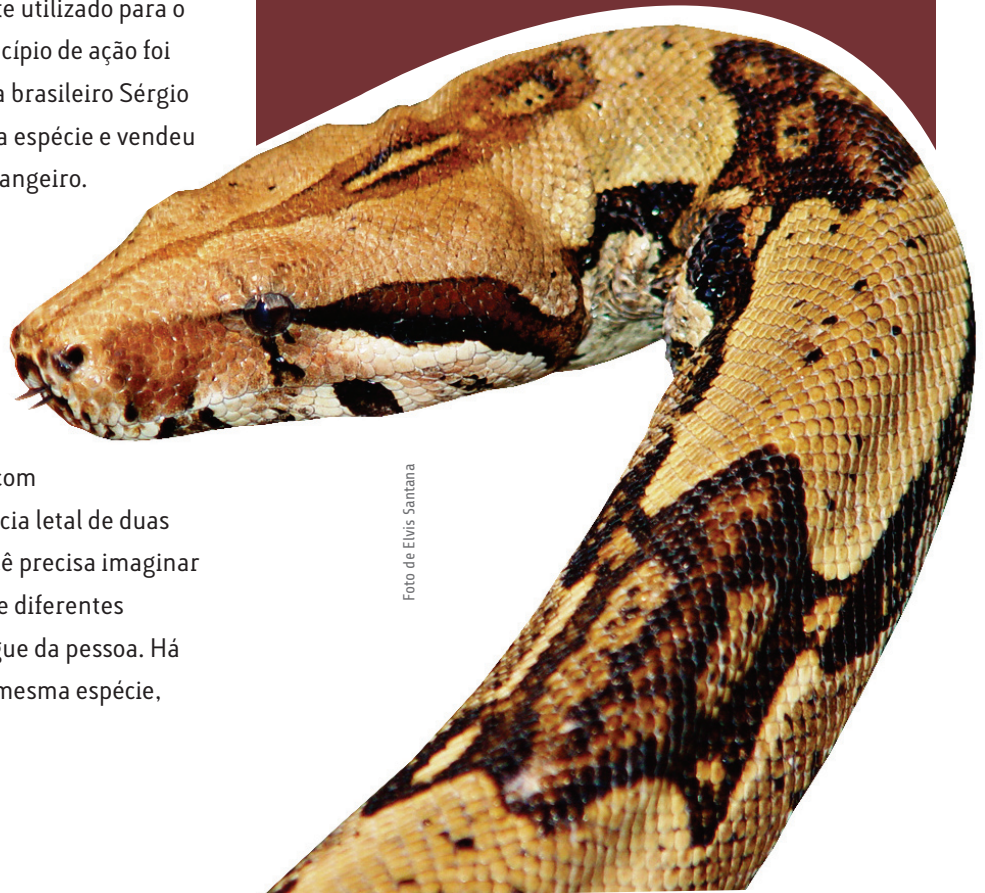 te utilizado para o
cípio de ação foi
a brasileiro Sérgio
a espécie e vendeu
angeiro.
com
cia letal de duas
ê precisa imaginar
e diferentes
gue da pessoa. Há
mesma espécie,
Foto de Elvis Santana